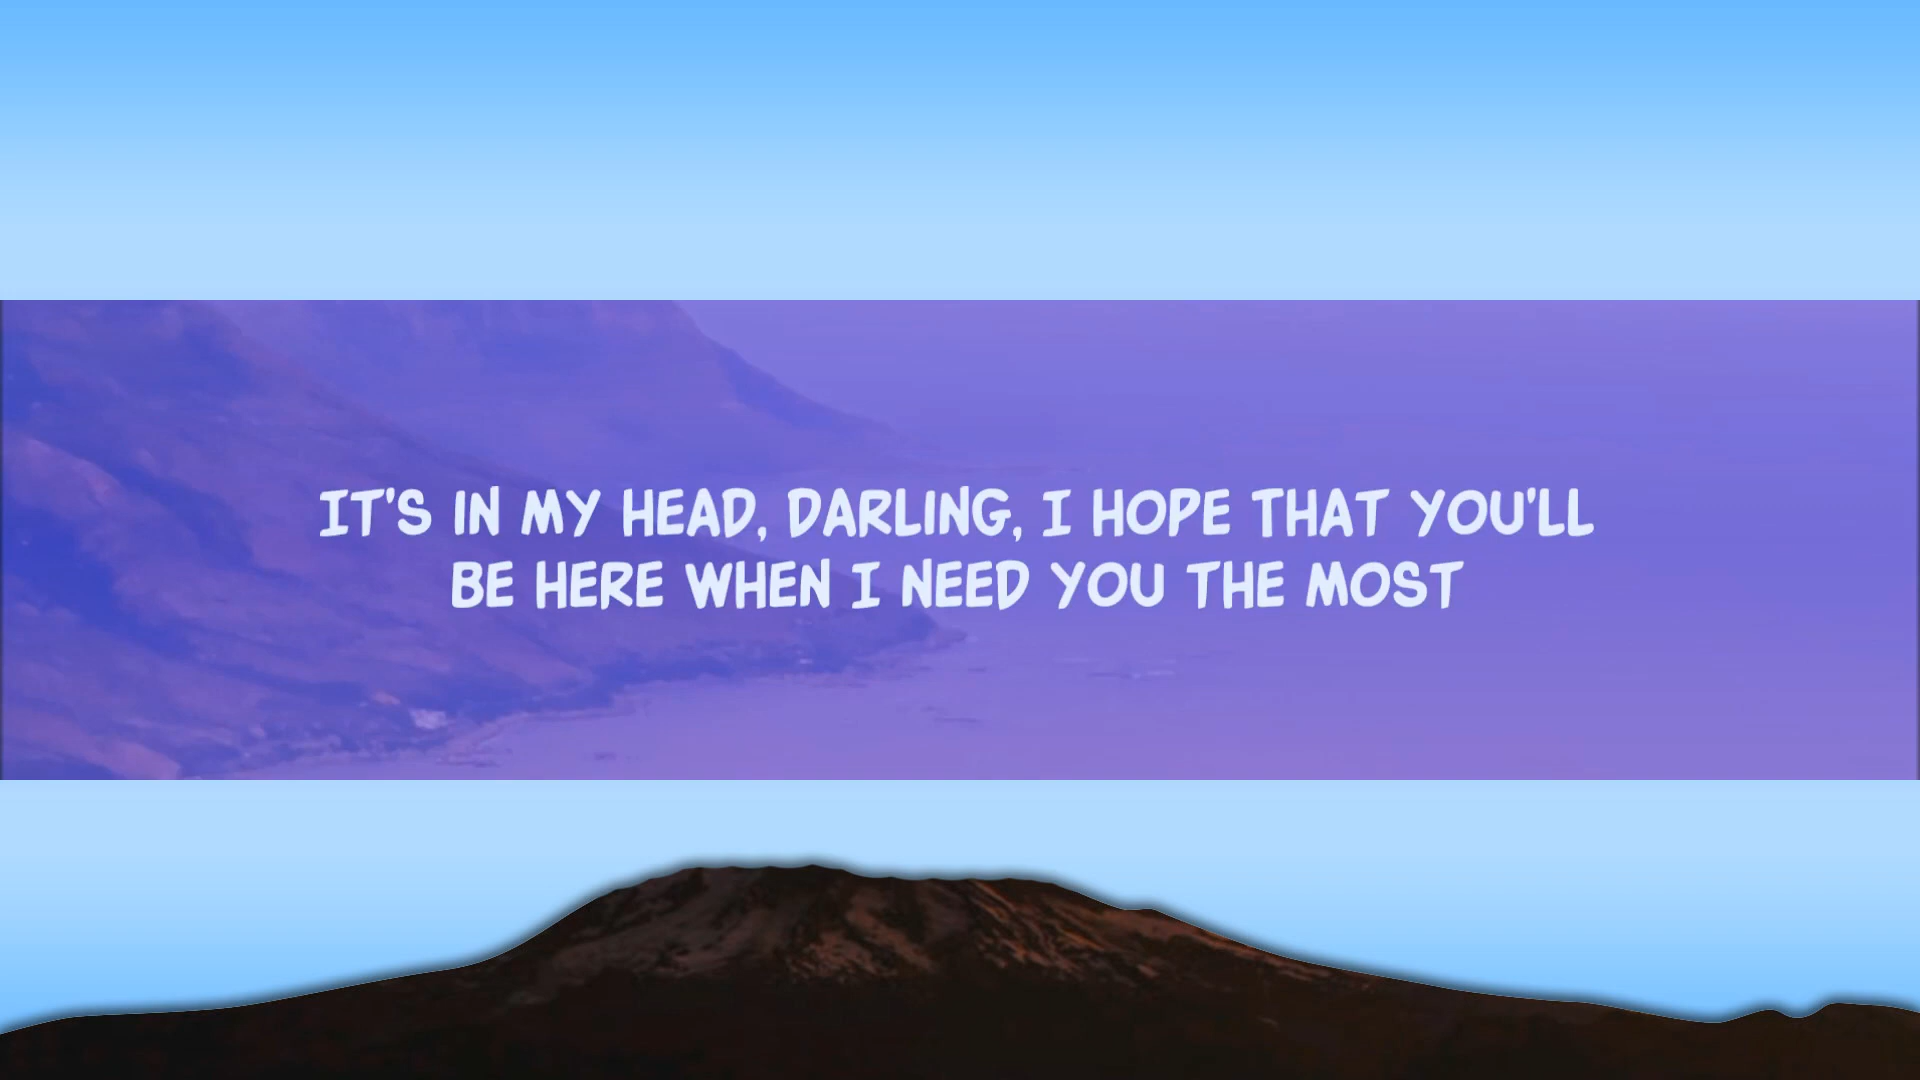 IT'S IN MY HEAD, DARLING, I HOPE THAT YOU'LL
BE HERE WHEN I NEED YOU THE MOST